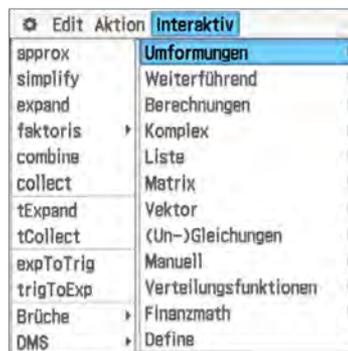 Edit Aktion Interaktiv
approx Umformungen
simplify Weiterführend
expand Berechnungen
faktoris Komplex
combine Liste
collect Matrix
tExpand Vektor
tCollect (Un-)Gleichungen
expToTrig Manuell
trigToExp Verteilungsfunktionen
Brüche Finanzmath
DMS Define